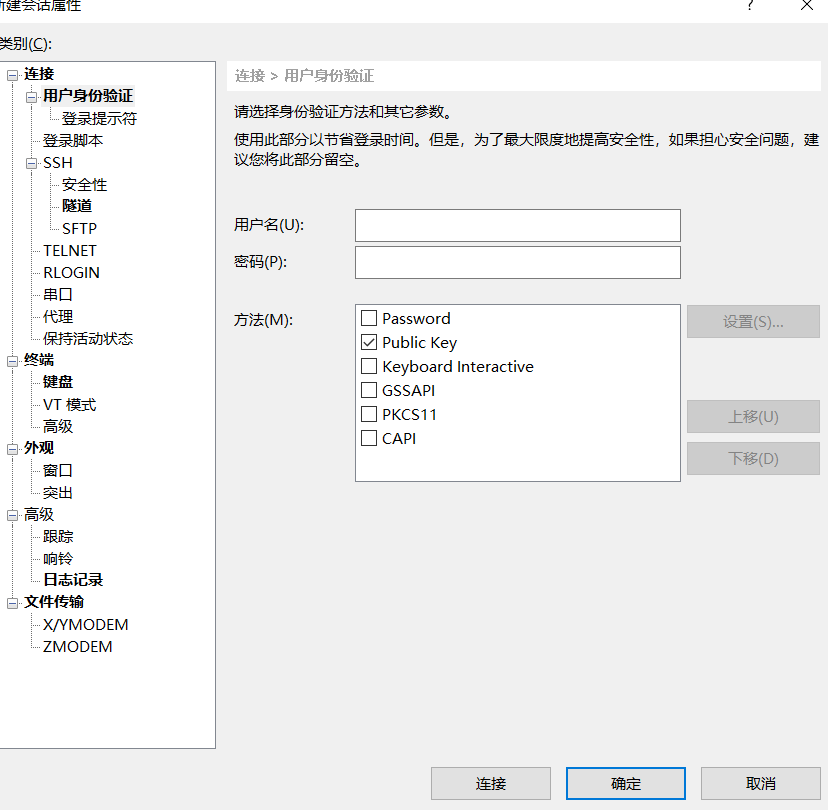 新建会话属性
?
类别(C):
连接
用户身份验证
登录提示符
登录脚本
SSH
安全性
隧道
SFTP
TELNET
RLOGIN
串口
代理
保持活动状态
终端
键盘
VT 模式
高级
外观
窗口
突出
高级
跟踪
响铃
日志记录
文件传输
X/YMODEM
ZMODEM
连接 > 用户身份验证
请选择身份验证方法和其它参数。
使用此部分以节省登录时间。但是，为了最大限度地提高安全性，如果担心安全问题，建
议您将此部分留空。
用户名(U):
密码(P):
方法(M):
Password
Public Key
Keyboard Interactive
GSSAPI
PKCS11
CAPI
设置(S)...
上移(U)
下移(D)
连接
确定
取消